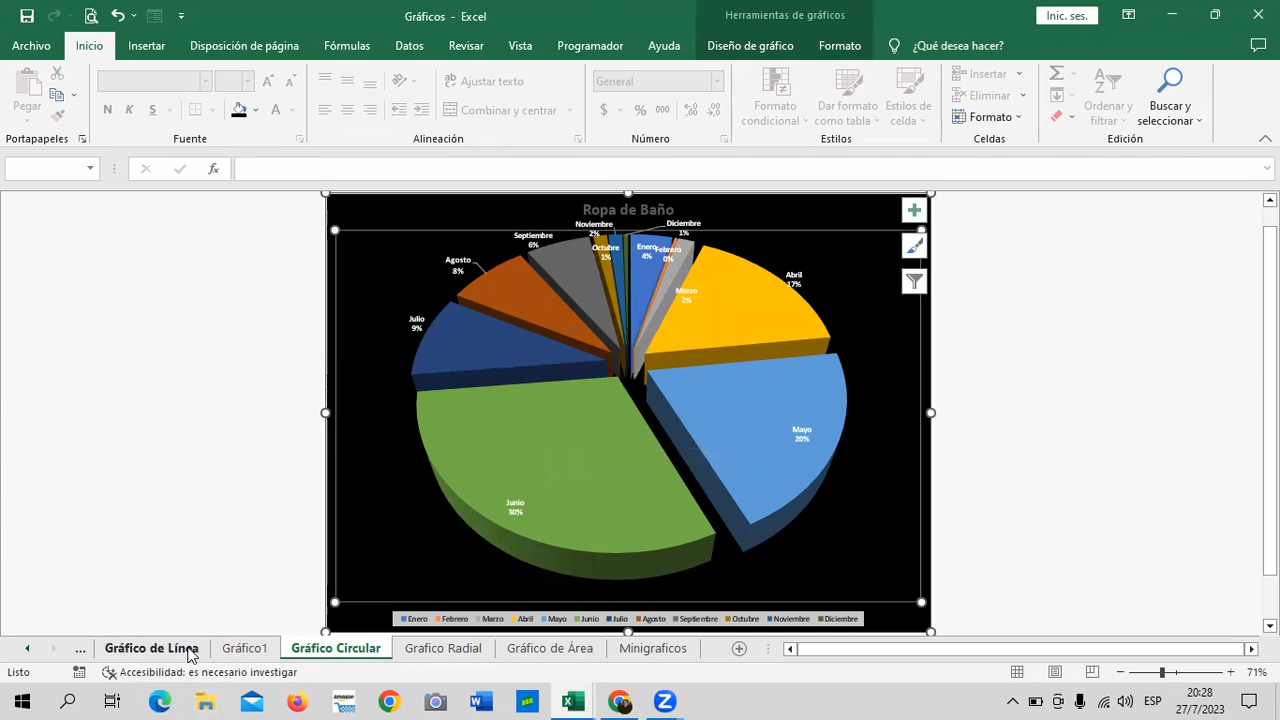 Gráficos - Excel
Herramientas de gráficos
Inic. ses.
Archivo Inicio Insertar Disposición de página Fórmulas Datos Revisar Vista Programador Ayuda Diseño de gráfico Formato ¿Qué desea hacer?
Pegar
N K S
A A A
Ajustar texto
Combinar y centrar
General
$ % 000
Formato condicional
Dar formato como tabla
Estilos de celda
Insertar
Eliminar
Formato
Ordenar y filtrar
Buscar y seleccionar
Portapapeles Fuente Alineación Número Estilos Celdas Edición
fx
Ropa de Baño
Noviembre
2%
Diciembre
1%
Septiembre
6%
Octubre
1%
Enero
4%
Febrero
0%
Agosto
8%
Abril
17%
Marzo
2%
Julio
9%
Mayo
20%
Junio
30%
Enero Febrero Marzo Abril Mayo Junio Julio Agosto Septiembre Octubre Noviembre Diciembre
... Gráfico de Línea Gráfico1 Gráfico Circular Grafico Radial Gráfico de Área Minigraficos
Listo Accesibilidad: es necesario investigar 71%
amazon
ESP
20:28
27/7/2023